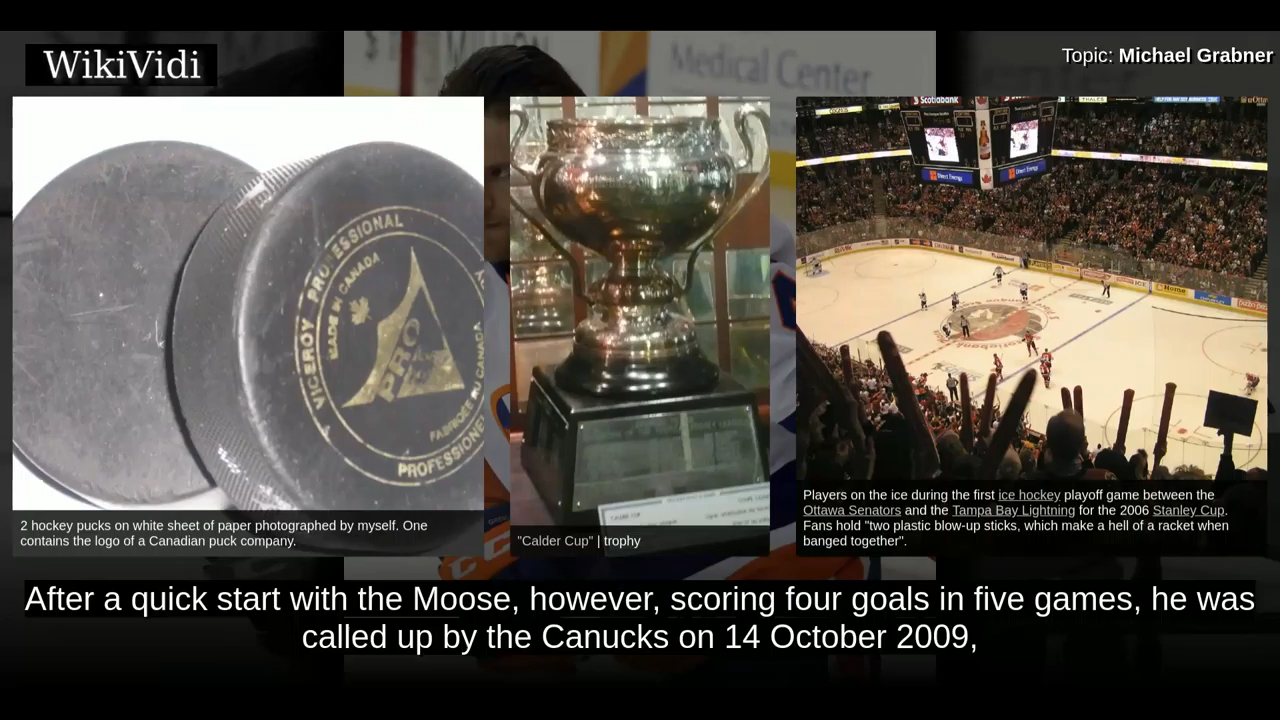 WikiVidi
Topic: Michael Grabner
Medical Center
Scotiabank
VICEROY PROFESSIONAL
MADE IN CANADA
PRO
FABRIQUE AU CANADA
2 hockey pucks on white sheet of paper photographed by myself. One
contains the logo of a Canadian puck company.
"Calder Cup" | trophy
Players on the ice during the first ice hockey playoff game between the
Ottawa Senators and the Tampa Bay Lightning for the 2006 Stanley Cup.
Fans hold "two plastic blow-up sticks, which make a hell of a racket when
banged together".
After a quick start with the Moose, however, scoring four goals in five games, he was
called up by the Canucks on 14 October 2009,